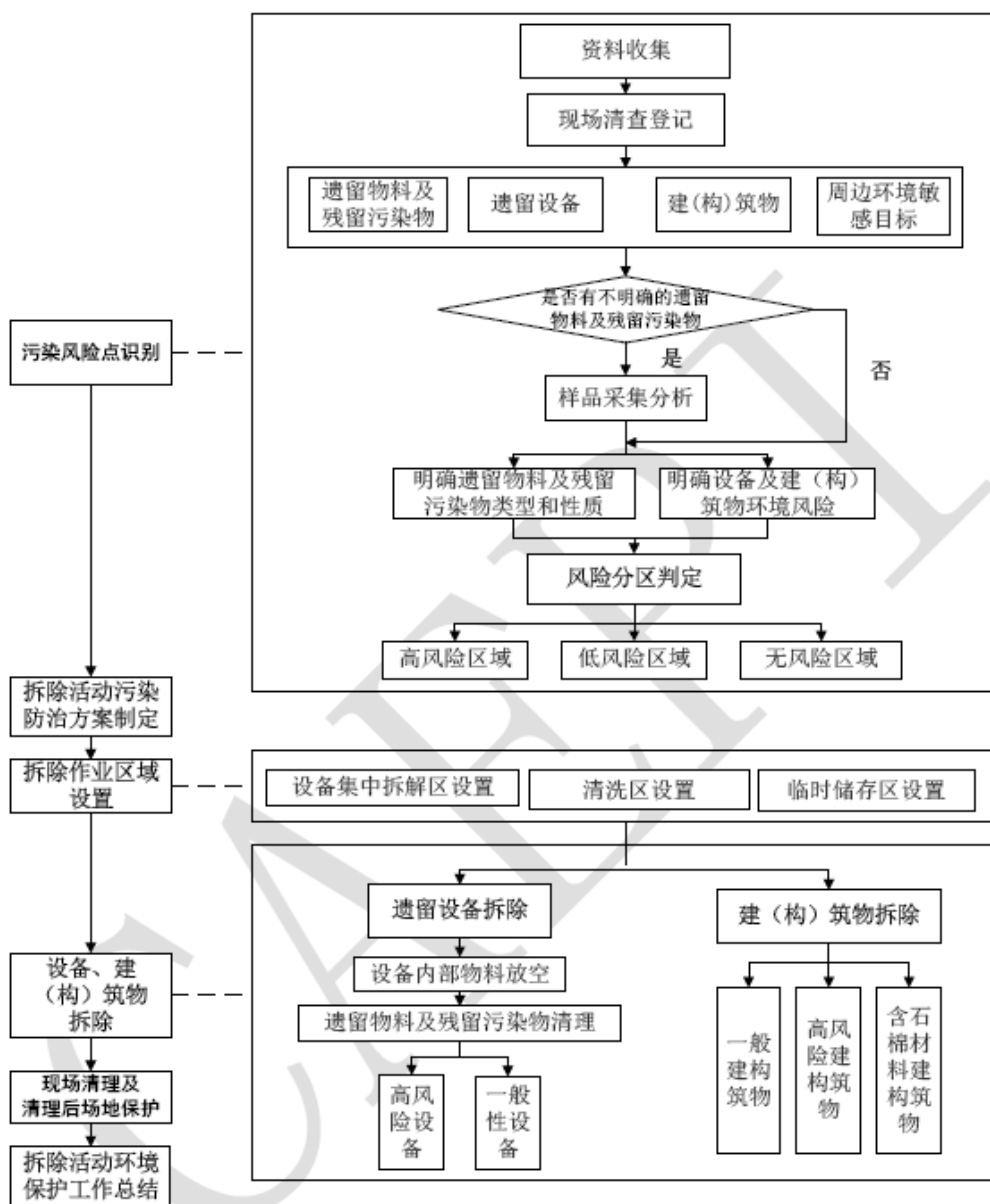 资料收集
现场清查登记
遗留物料及
残留污染物
遗留设备
建(构)筑物
周边环境敏
感目标
是否有不明确的遗留
物料及残留污染物
污染风险点识别
是
否
样品采集分析
明确遗留物料及残留
污染物类型和性质
明确设备及建（构）
筑物环境风险
风险分区判定
高风险区域
低风险区域
无风险区域
拆除活动污染
防治方案制定
拆除作业区域
设置
设备集中拆解区设置
清洗区设置
临时储存区设置
遗留设备拆除
建（构）筑物拆除
设备、建
（构）筑物
拆除
设备内部物料放空
遗留物料及残留污染物清理
高风
险设
备
一般
性设
备
一般
建构
筑物
高风
险建
构筑
物
含石
棉材
料建
构筑
物
现场清理及
清理后场地保护
拆除活动环境
保护工作总结
CAEPI